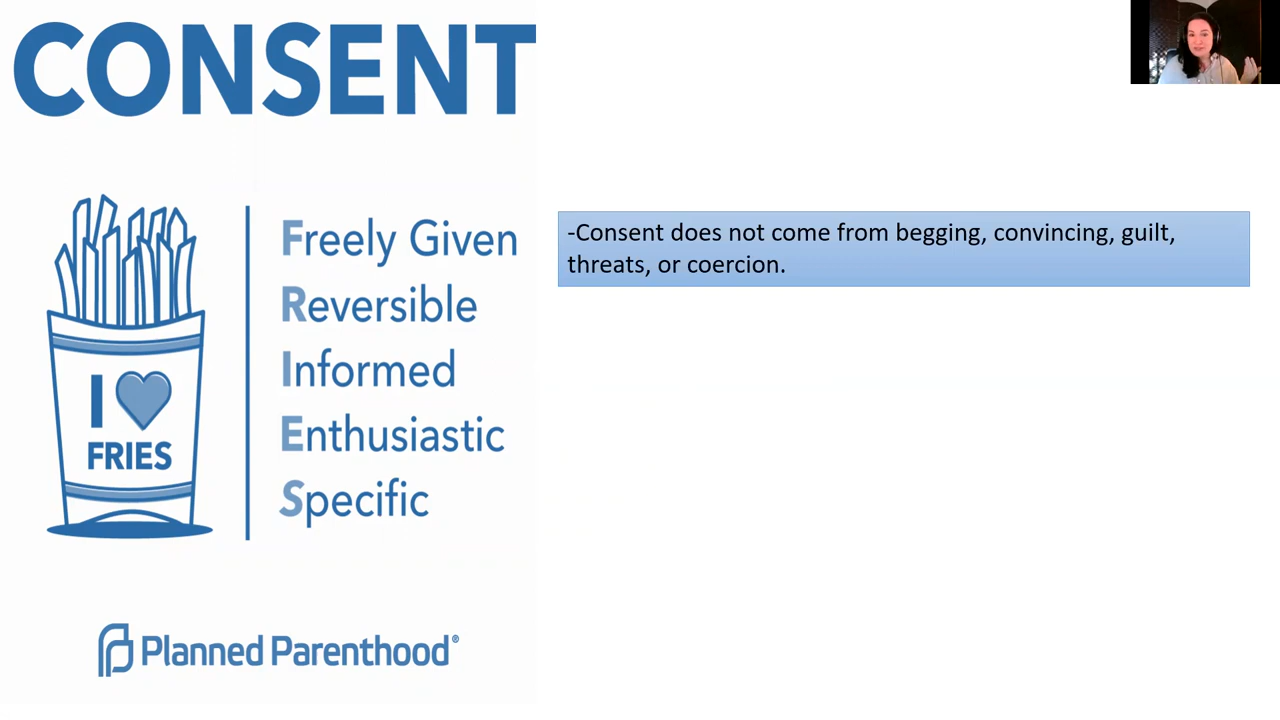 CONSENT
I ♥
FRIES
Freely Given
Reversible
Informed
Enthusiastic
Specific
Planned Parenthood®
-Consent does not come from begging, convincing, guilt,
threats, or coercion.